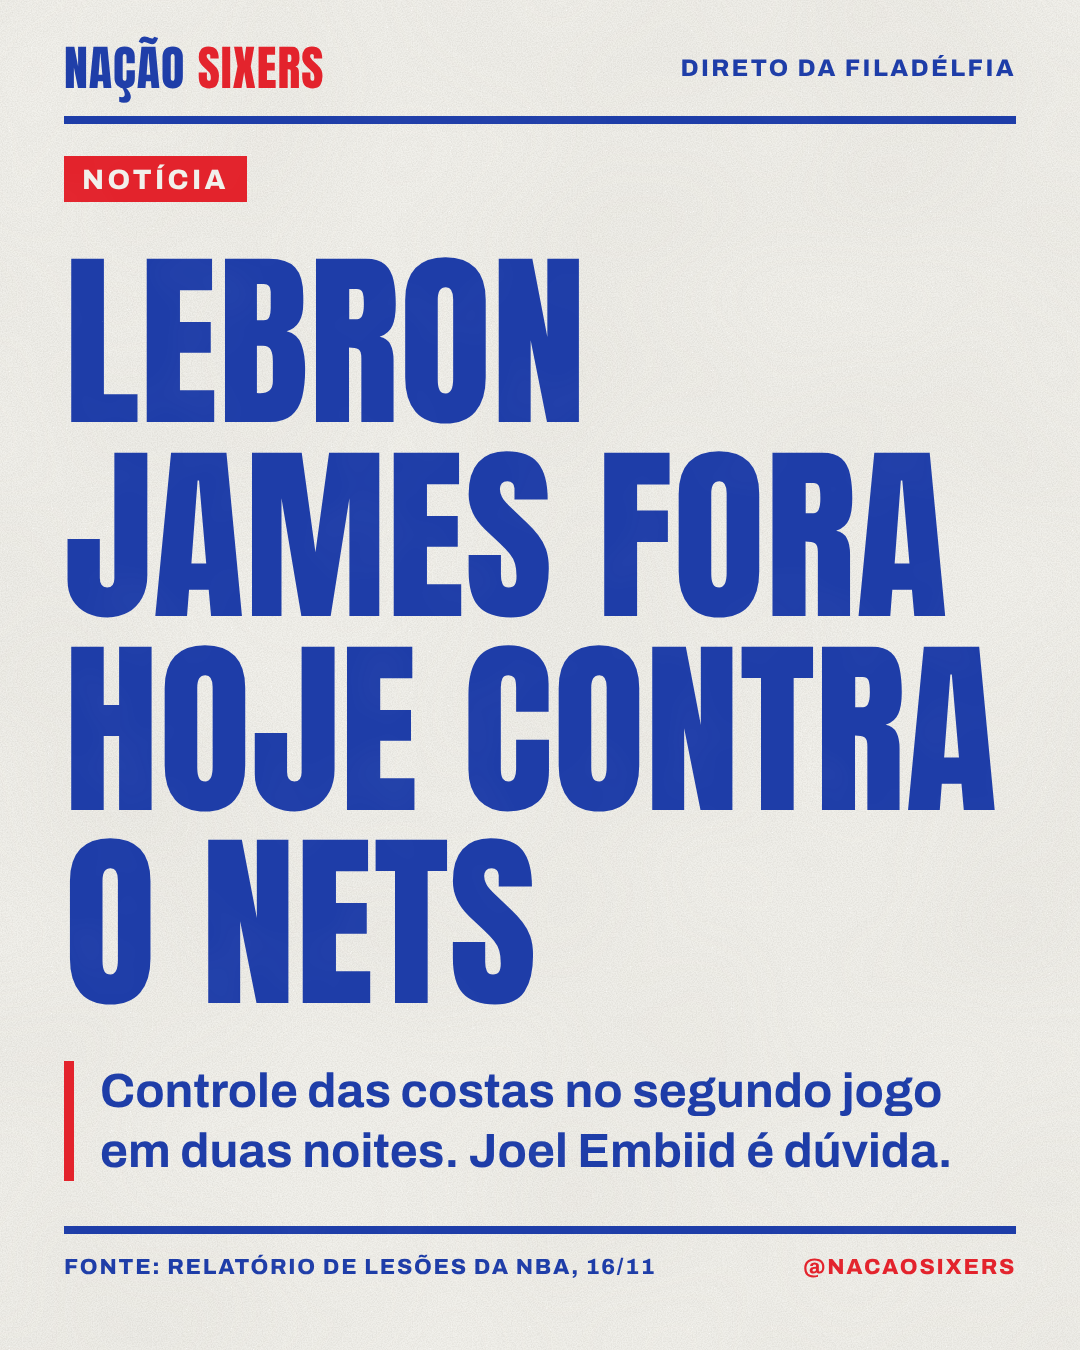 NAÇÃO SIXERS
DIRETO DA FILADÉLFIA
NOTÍCIA
LEBRON
JAMES FORA
HOJE CONTRA
O NETS
Controle das costas no segundo jogo
em duas noites. Joel Embiid é dúvida.
FONTE: RELATÓRIO DE LESÕES DA NBA, 16/11
@NACAOSIXERS